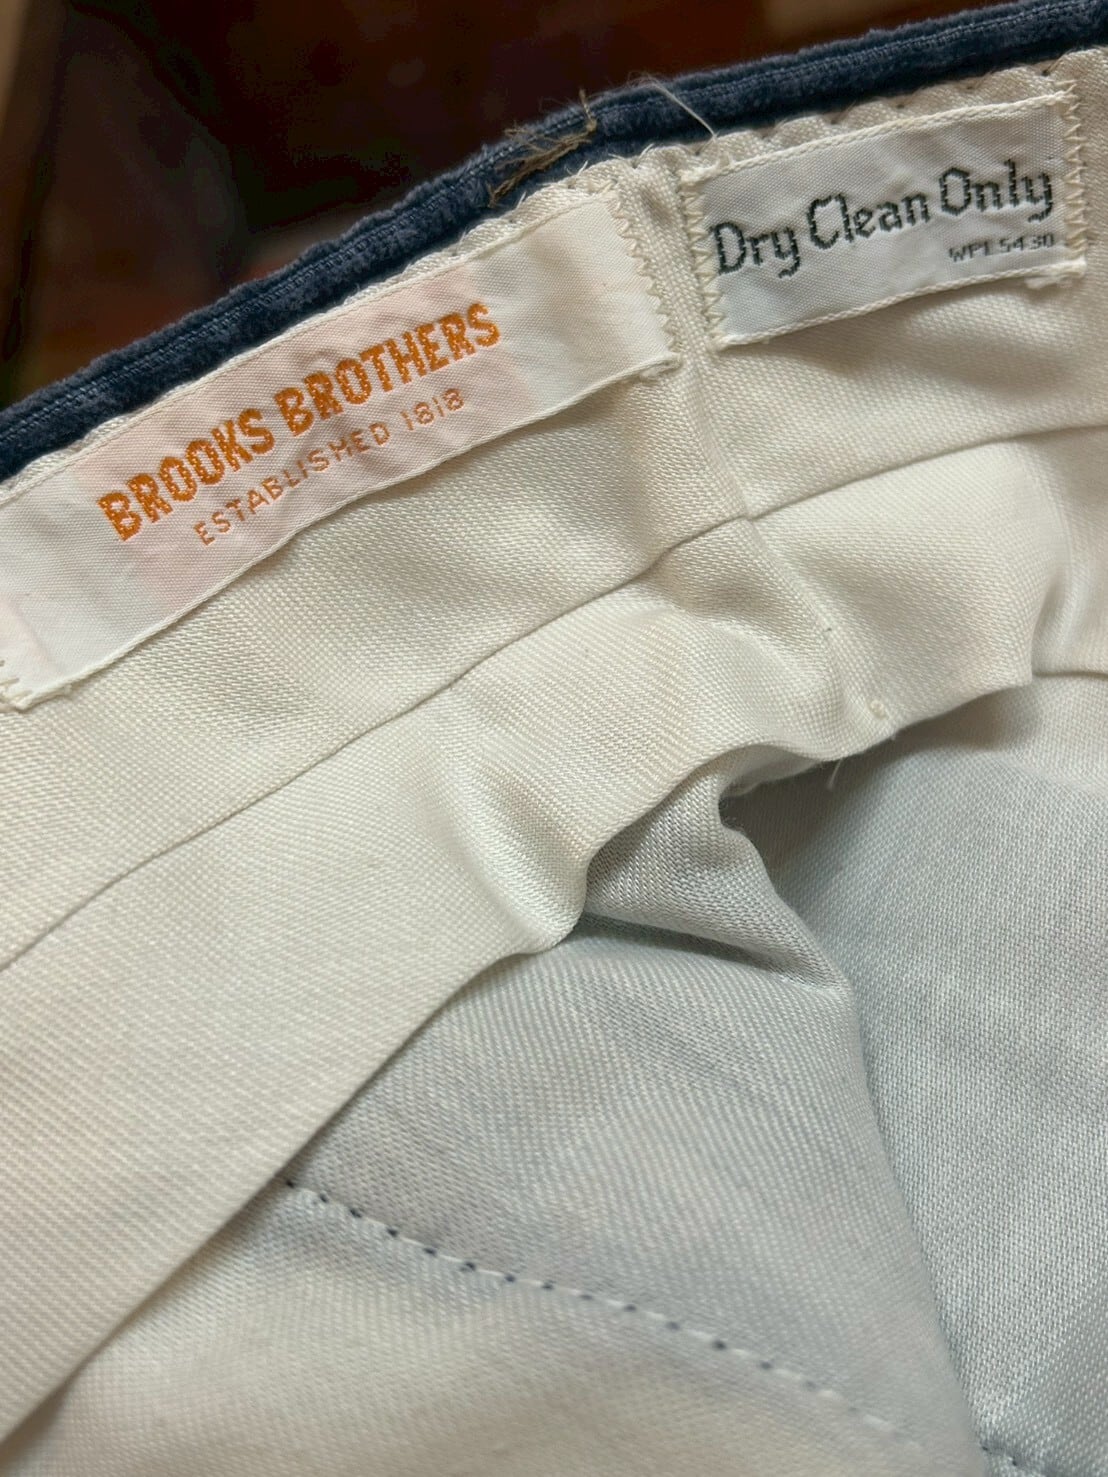 BROOKS BROTHERS
ESTABLISHED 1818
Dry Clean Only
WPL 5430